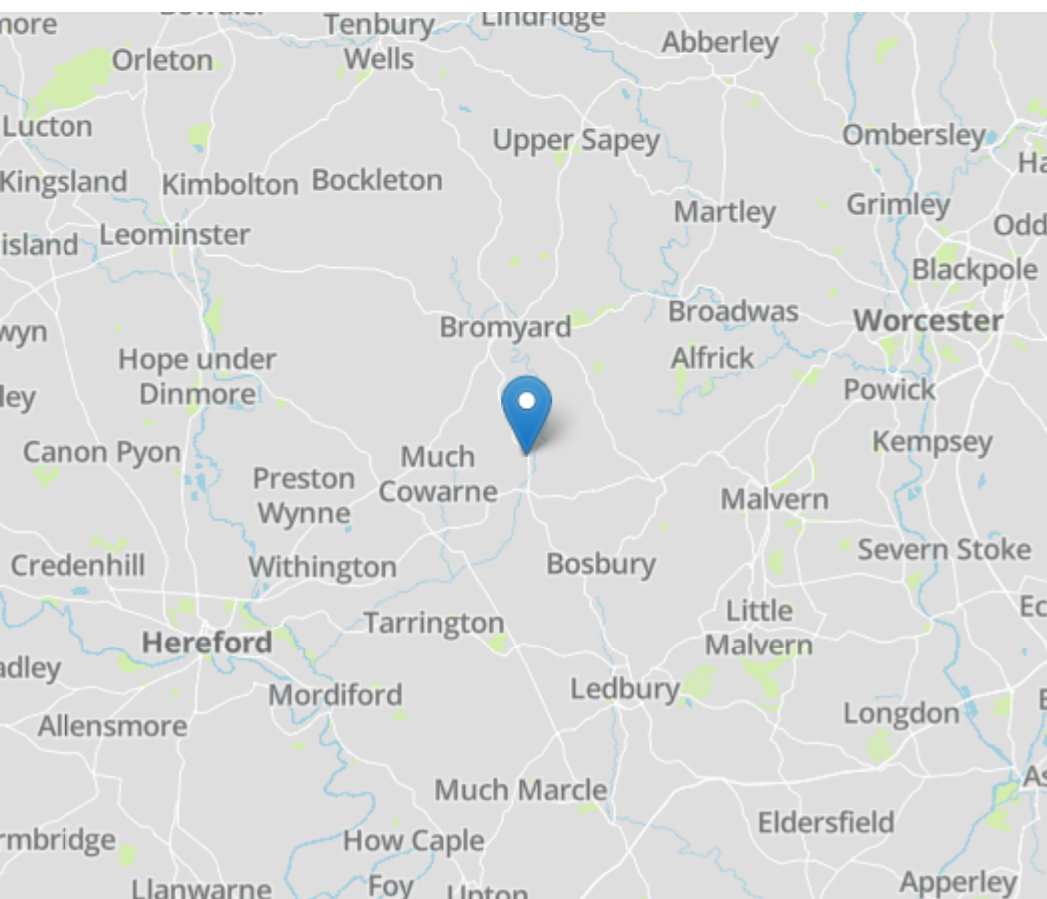 Tenbury
Wells
Lindridge
Abberley
Orleton
Lucton
Upper Sapey
Ombersley
Kingsland
Kimbolton
Bockleton
Martley
Grimley
Leominster
Blackpole
Bromyard
Broadwas
Worcester
Hope under
Dinmore
Alfrick
Powick
Canon Pyon
Much
Cowarne
Kempsey
Preston
Wynne
Malvern
Credenhill
Withington
Bosbury
Severn Stoke
Tarrington
Little
Malvern
Hereford
Mordiford
Ledbury
Allensmore
Longdon
Much Marcle
How Caple
Eldersfield
Llanwarne
Foy
Upton
Apperley